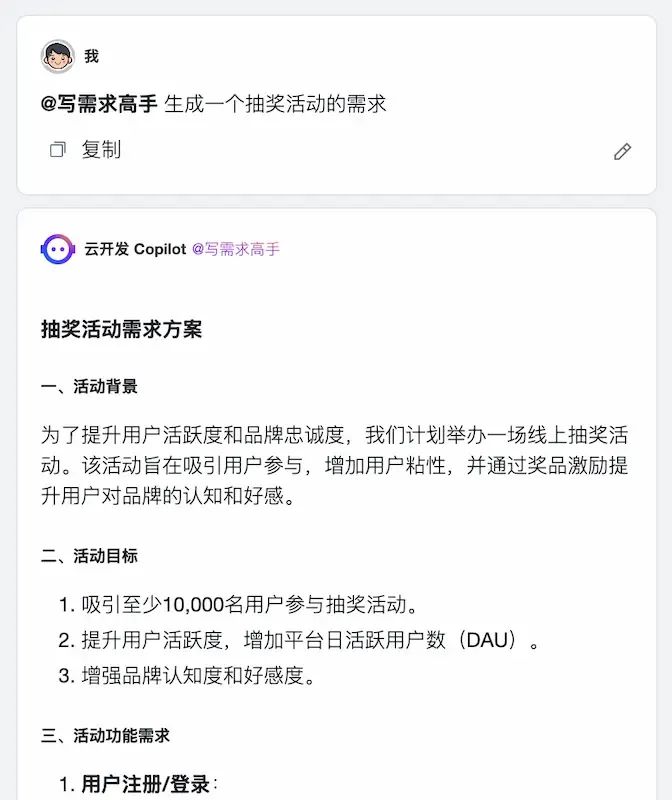 我
@写需求高手 生成一个抽奖活动的需求
复制
云开发 Copilot @写需求高手
抽奖活动需求方案
一、活动背景
为了提升用户活跃度和品牌忠诚度，我们计划举办一场线上抽奖活
动。该活动旨在吸引用户参与，增加用户粘性，并通过奖品激励提
升用户对品牌的认知和好感。
二、活动目标
1. 吸引至少10,000名用户参与抽奖活动。
2. 提升用户活跃度，增加平台日活跃用户数（DAU）。
3. 增强品牌认知度和好感度。
三、活动功能需求
1. 用户注册/登录：